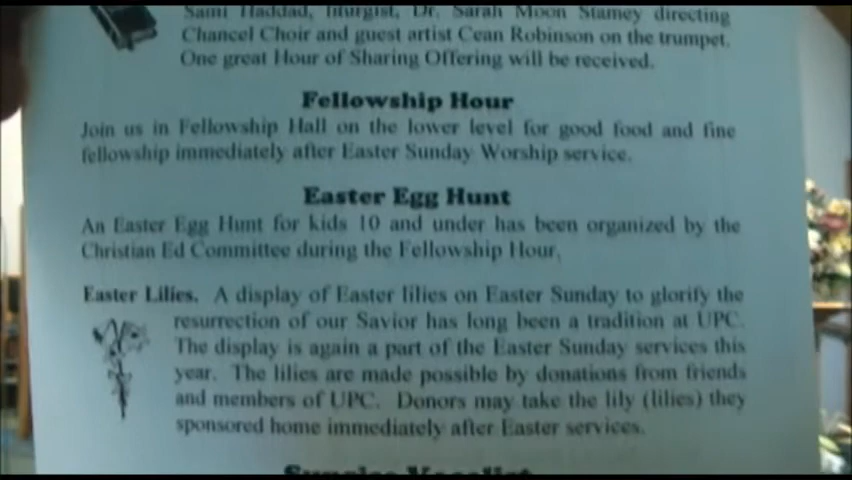 Sami Haddad, liturgist, Dr. Sarah Moon Stamey directing
Chancel Choir and guest artist Cean Robinson on the trumpet.
One great Hour of Sharing Offering will be received.
Fellowship Hour
Join us in Fellowship Hall on the lower level for good food and fine
fellowship immediately after Easter Sunday Worship service.
Easter Egg Hunt
An Easter Egg Hunt for kids 10 and under has been organized by the
Christian Ed Committee during the Fellowship Hour.
Easter Lilies. A display of Easter lilies on Easter Sunday to glorify the
resurrection of our Savior has long been a tradition at UPC.
The display is again a part of the Easter Sunday services this
year. The lilies are made possible by donations from friends
and members of UPC. Donors may take the lily (lilies) they
sponsored home immediately after Easter services.
Sunrise Vocalist